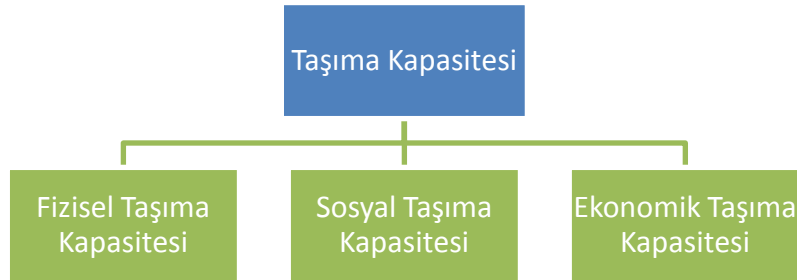 Taşıma Kapasitesi
Fizisel Taşıma
Kapasitesi
Sosyal Taşıma
Kapasitesi
Ekonomik Taşıma
Kapasitesi